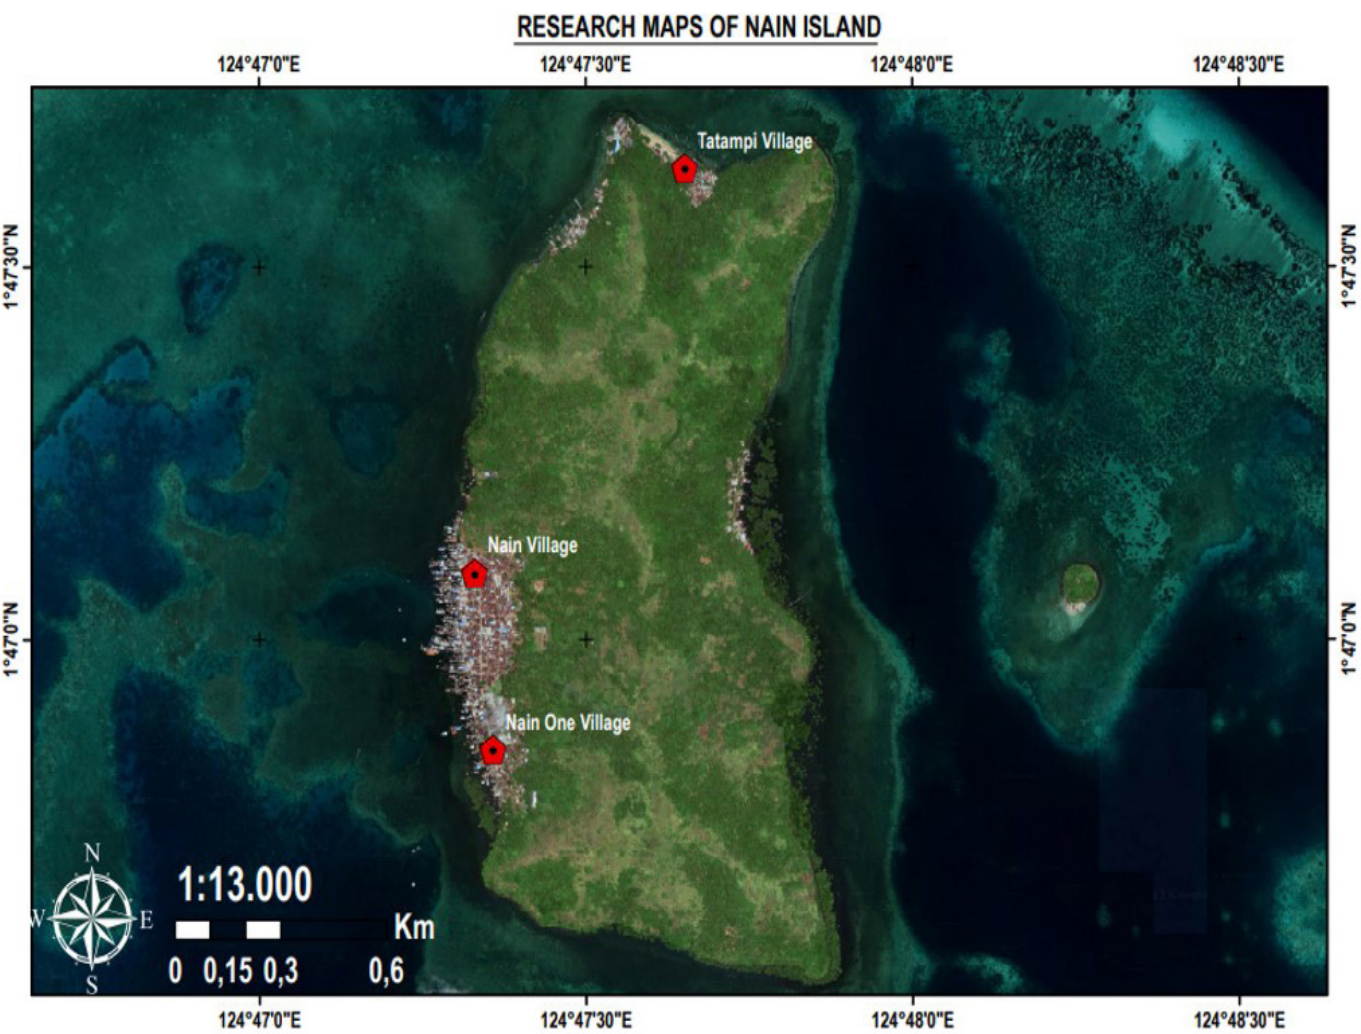 RESEARCH MAPS OF NAIN ISLAND
124°47'0"E 124°47'30"E 124°48'0"E 124°48'30"E
Tatampi Village
1°47'30"N 1°47'30"N
Nain Village
1°47'0"N 1°47'0"N
Nain One Village
N
W E
S
1:13.000
Km
0 0,15 0,3 0,6
124°47'0"E 124°47'30"E 124°48'0"E 124°48'30"E